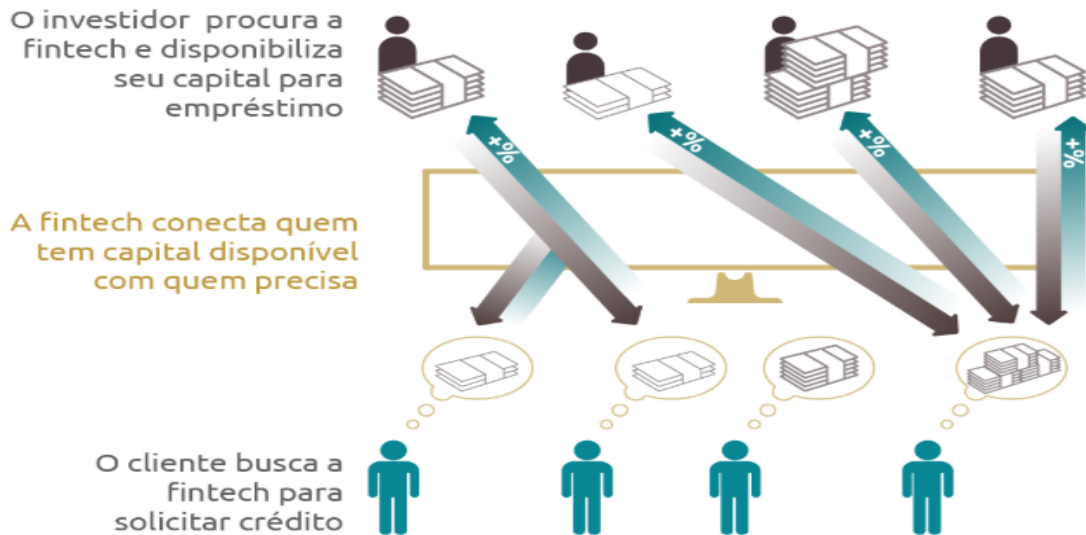 O investidor procura a
fintech e disponibiliza
seu capital para
empréstimo
+%
+%
+%
+%
A fintech conecta quem
tem capital disponível
com quem precisa
O cliente busca a
fintech para
solicitar crédito